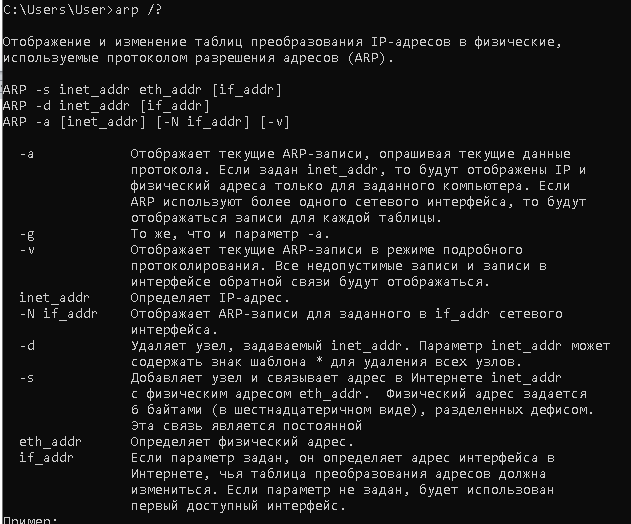 C:\Users\User>arp /?
Отображение и изменение таблиц преобразования IP-адресов в физические,
используемые протоколом разрешения адресов (ARP).
ARP -s inet_addr eth_addr [if_addr]
ARP -d inet_addr [if_addr]
ARP -a [inet_addr] [-N if_addr] [-v]
-a Отображает текущие ARP-записи, опрашивая текущие данные
протокола. Если задан inet_addr, то будут отображены IP и
физический адреса только для заданного компьютера. Если
ARP используют более одного сетевого интерфейса, то будут
отображаться записи для каждой таблицы.
-g То же, что и параметр -a.
-v Отображает текущие ARP-записи в режиме подробного
протоколирования. Все недопустимые записи и записи в
интерфейсе обратной связи будут отображаться.
inet_addr Определяет IP-адрес.
-N if_addr Отображает ARP-записи для заданного в if_addr сетевого
интерфейса.
-d Удаляет узел, задаваемый inet_addr. Параметр inet_addr может
содержать знак шаблона * для удаления всех узлов.
-s Добавляет узел и связывает адрес в Интернете inet_addr
с физическим адресом eth_addr. Физический адрес задается
6 байтами (в шестнадцатеричном виде), разделенных дефисом.
Эта связь является постоянной
eth_addr Определяет физический адрес.
if_addr Если параметр задан, он определяет адрес интерфейса в
Интернете, чья таблица преобразования адресов должна
измениться. Если параметр не задан, будет использован
первый доступный интерфейс.
Пример: